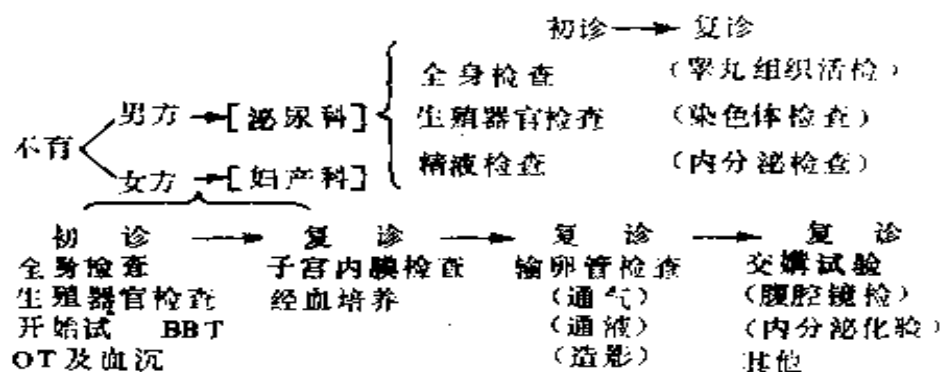 初诊 → 复诊
全身检查 (睾丸组织活检)
男方 → [泌尿科] 生殖器官检查 (染色体检查)
不育
精液检查 (内分泌检查)
女方 → [妇产科]
初 诊 → 复 诊 → 复 诊 → 复 诊
全身检查 子宫内膜检查 输卵管检查 交媾试验
生殖器官检查 经血培养 (通气) (腹腔镜检)
开始试 BBT (通液) (内分泌化验)
OT及血沉 (造影) 其他